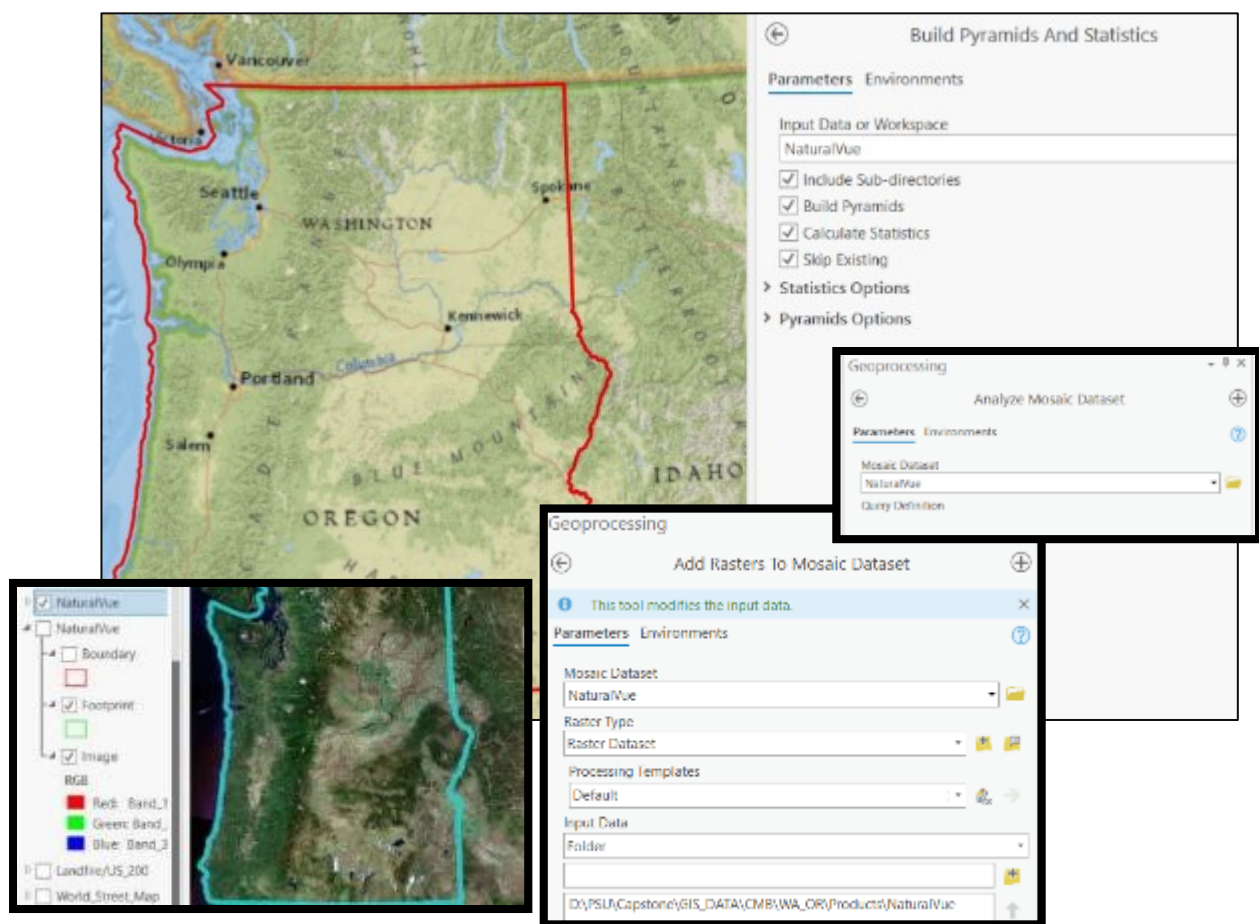 Vancouver
Victoria
Seattle
Spokane
WASHINGTON
Olympia
Kennewick
Columbia
Portland
Salem
BLUE MOUNTAINS
IDAHO
OREGON
Build Pyramids And Statistics
Parameters Environments
Input Data or Workspace
NaturalVue
Include Sub-directories
Build Pyramids
Calculate Statistics
Skip Existing
Statistics Options
Pyramids Options
Geoprocessing
Analyze Mosaic Dataset
Parameters Environments
Mosaic Dataset
NaturalVue
Query Definition
Geoprocessing
Add Rasters To Mosaic Dataset
This tool modifies the input data.
Parameters Environments
Mosaic Dataset
NaturalVue
Raster Type
Raster Dataset
Processing Templates
Default
Input Data
Folder
D:\PSU\Capstone\GIS_DATA\CMB\WA_OR\Products\NaturalVue
NaturalVue
NaturalVue
Boundary
Footprint
Image
RGB
Red: Band_1
Green: Band_
Blue: Band_3
Landfire/US_200
World_Street_Map